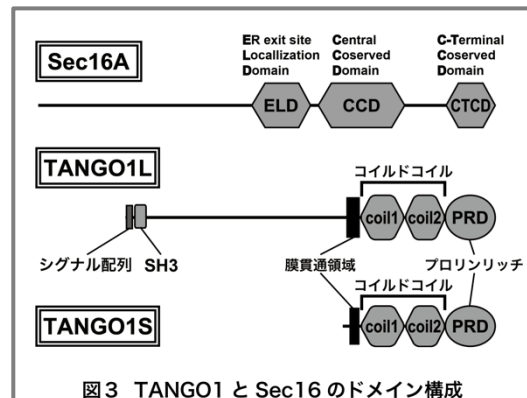 Sec16A
ER exit site
Locallization
Domain
Central
Coserved
Domain
C-Terminal
Coserved
Domain
ELD
CCD
CTCD
TANGO1L
コイルドコイル
coil1
coil2
PRD
シグナル配列
SH3
膜貫通領域
プロリンリッチ
コイルドコイル
TANGO1S
coil1
coil2
PRD
図3 TANGO1 と Sec16 のドメイン構成